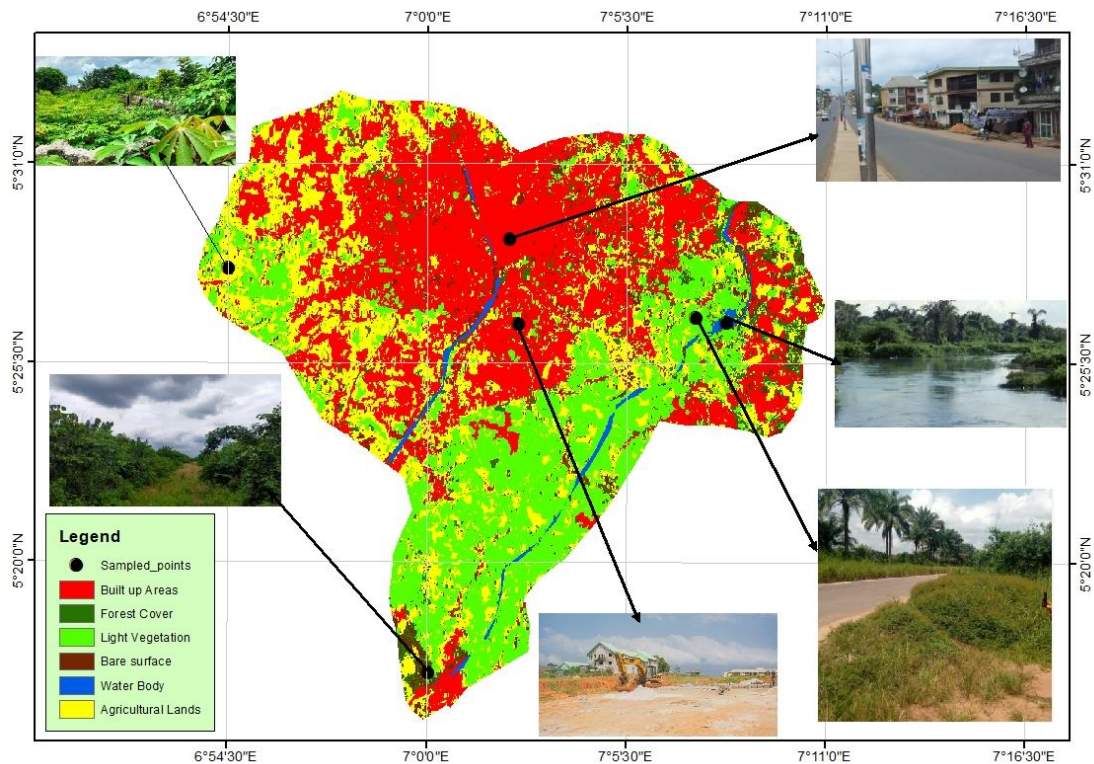 6°54'30"E
7°0'0"E
7°5'30"E
7°11'0"E
7°16'30"E
5°31'0"N
5°31'0"N
5°25'30"N
5°25'30"N
5°20'0"N
5°20'0"N
Legend
Sampled_points
Built up Areas
Forest Cover
Light Vegetation
Bare surface
Water Body
Agricultural Lands
6°54'30"E
7°0'0"E
7°5'30"E
7°11'0"E
7°16'30"E